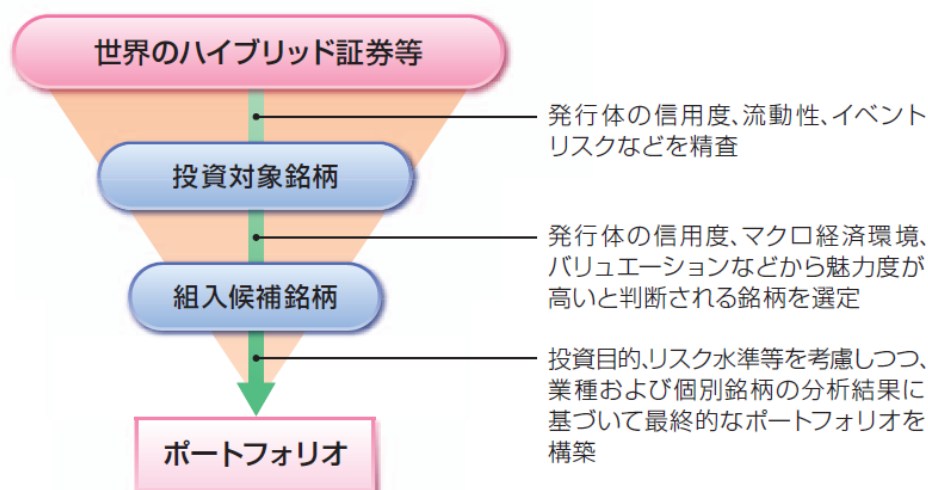 世界のハイブリッド証券等
発行体の信用度、流動性、イベント
リスクなどを精査
投資対象銘柄
発行体の信用度、マクロ経済環境、
バリュエーションなどから魅力度が
高いと判断される銘柄を選定
組入候補銘柄
投資目的、リスク水準等を考慮しつつ、
業種および個別銘柄の分析結果に
基づいて最終的なポートフォリオを
構築
ポートフォリオ